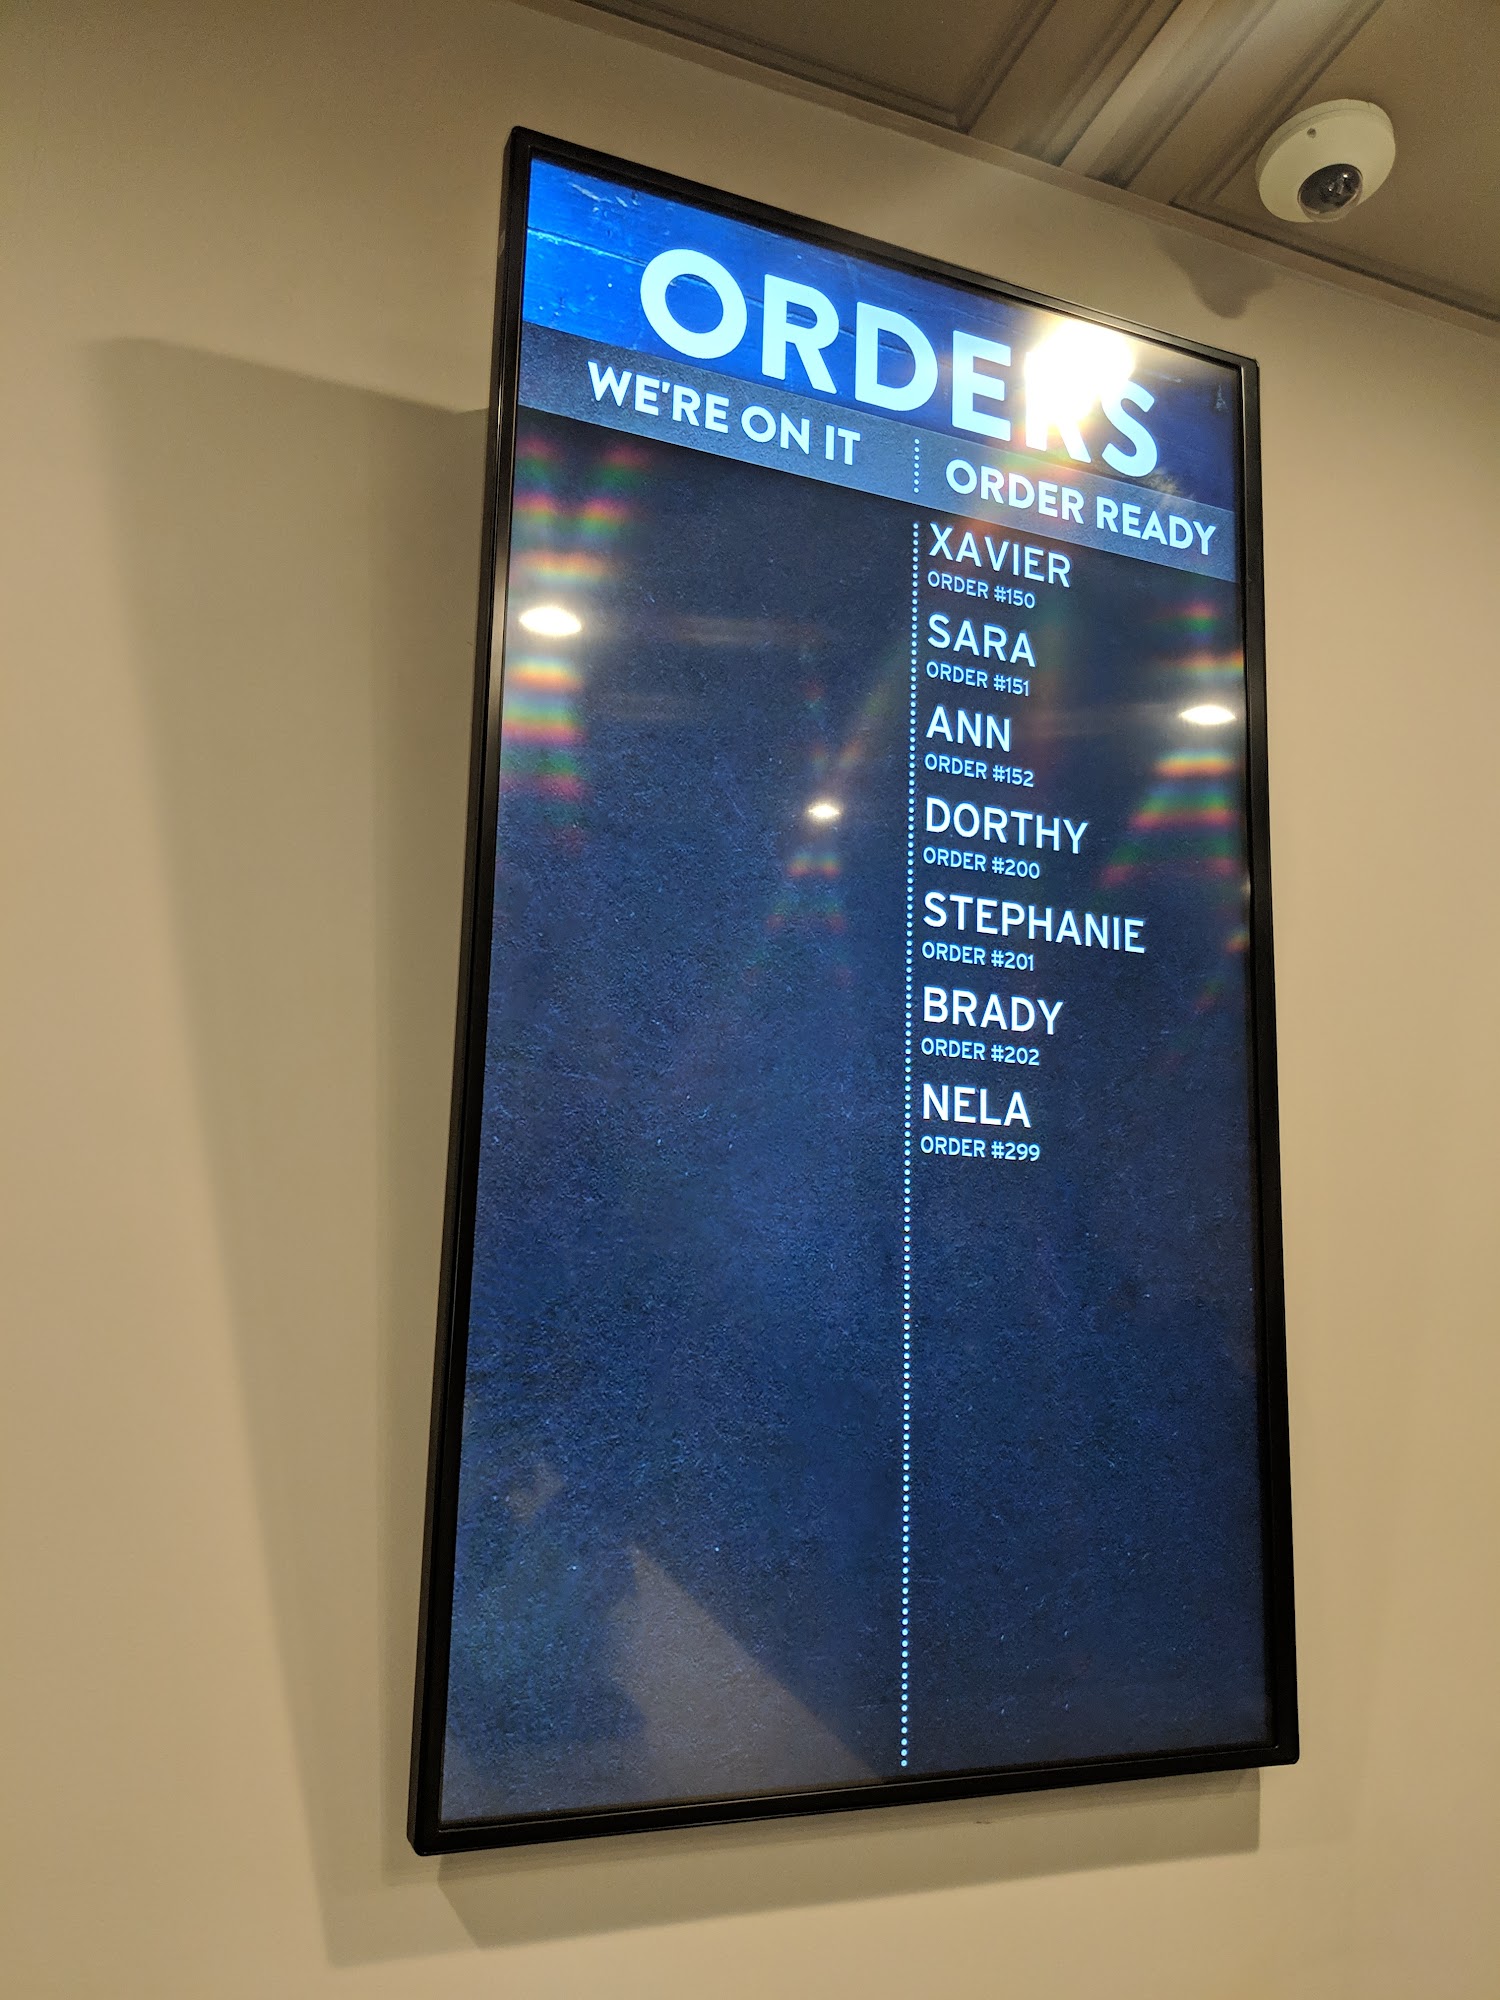 ORDERS
WE'RE ON IT
ORDER READY
XAVIER
ORDER #150
SARA
ORDER #151
ANN
ORDER #152
DORTHY
ORDER #200
STEPHANIE
ORDER #201
BRADY
ORDER #202
NELA
ORDER #299